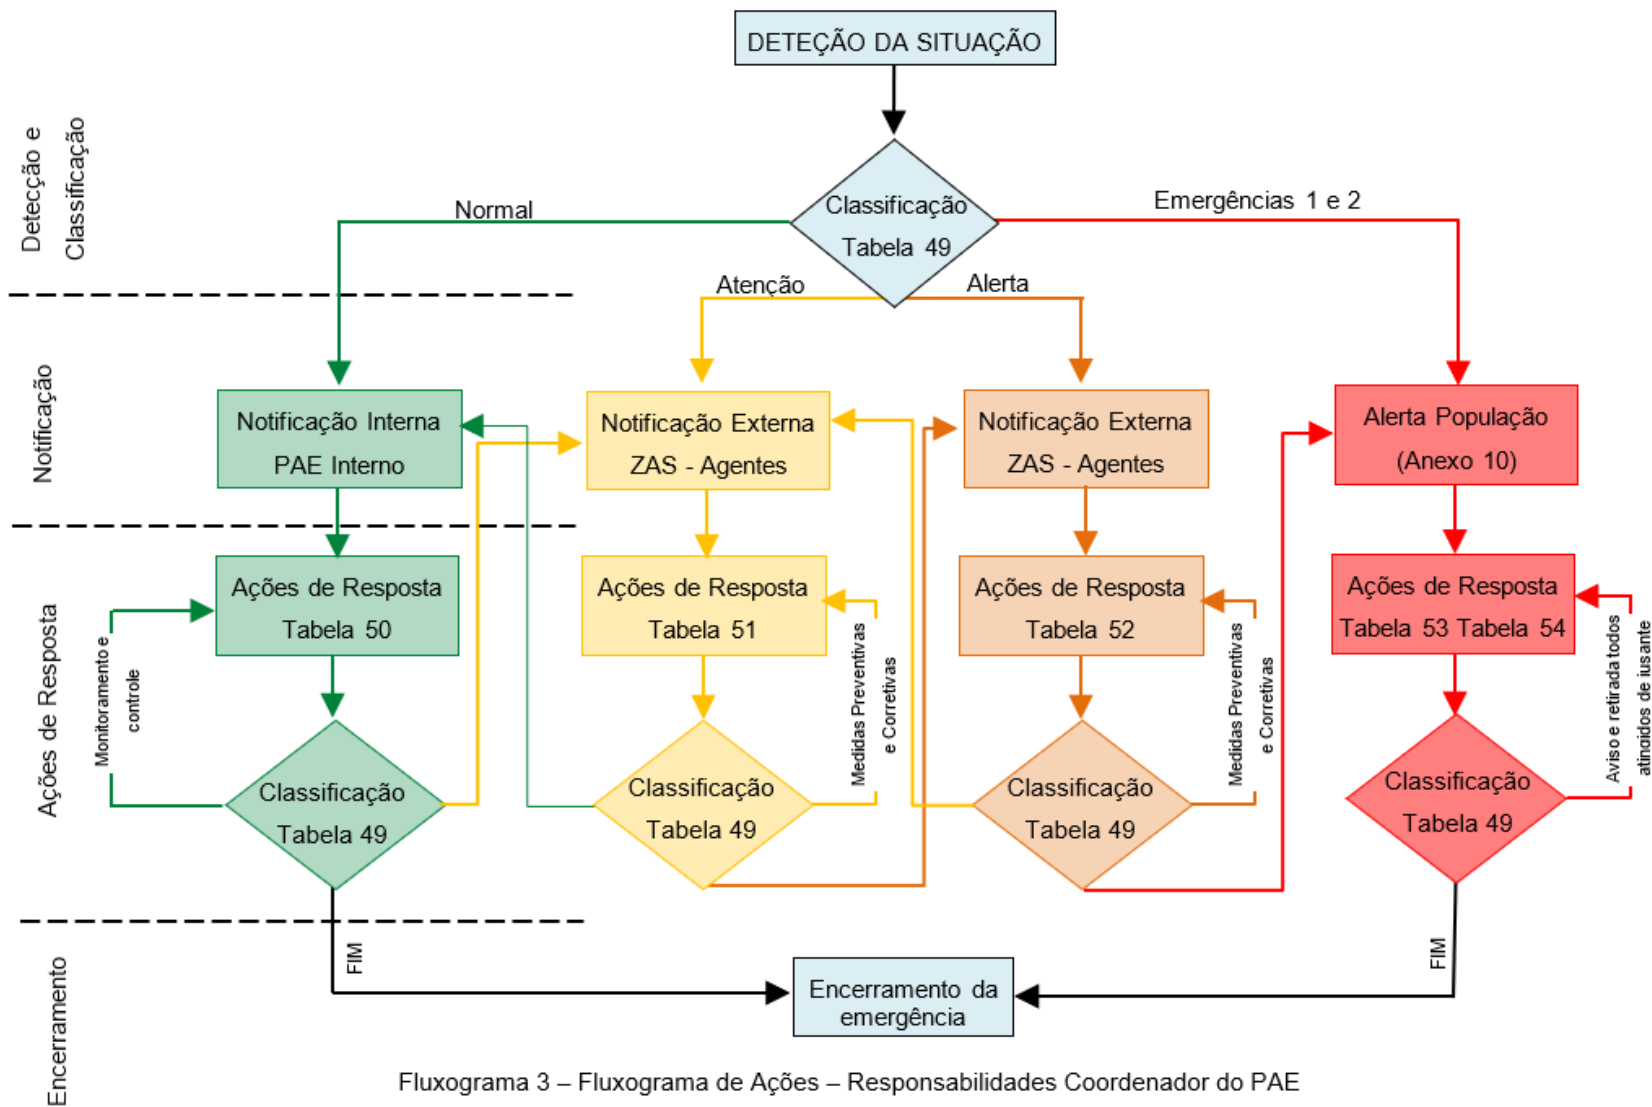 DETEÇÃO DA SITUAÇÃO
Detecção e
Classificação
Classificação
Tabela 49
Normal
Emergências 1 e 2
Atenção
Alerta
Notificação
Notificação Interna
PAE Interno
Notificação Externa
ZAS - Agentes
Notificação Externa
ZAS - Agentes
Alerta População
(Anexo 10)
Ações de Resposta
Ações de Resposta
Tabela 50
Ações de Resposta
Tabela 51
Ações de Resposta
Tabela 52
Ações de Resposta
Tabela 53 Tabela 54
Monitoramento e
controle
Medidas Preventivas
e Corretivas
Medidas Preventivas
e Corretivas
Aviso e retirada todos
atinoidos de iusante
Classificação
Tabela 49
Classificação
Tabela 49
Classificação
Tabela 49
Classificação
Tabela 49
Encerramento
FIM
FIM
Encerramento da
emergência
Fluxograma 3 – Fluxograma de Ações – Responsabilidades Coordenador do PAE